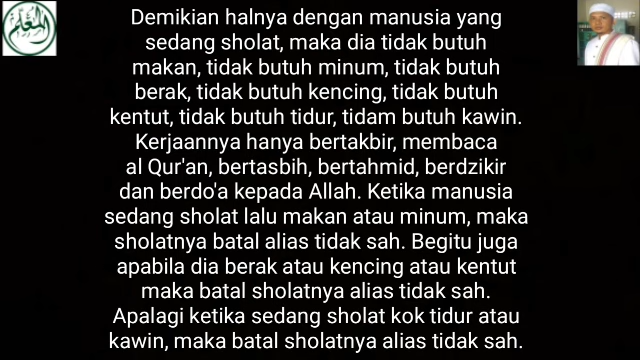 Demikian halnya dengan manusia yang
sedang sholat, maka dia tidak butuh
makan, tidak butuh minum, tidak butuh
berak, tidak butuh kencing, tidak butuh
kentut, tidak butuh tidur, tidam butuh kawin.
Kerjaannya hanya bertakbir, membaca
al Qur'an, bertasbih, bertahmid, berdzikir
dan berdo'a kepada Allah. Ketika manusia
sedang sholat lalu makan atau minum, maka
sholatnya batal alias tidak sah. Begitu juga
apabila dia berak atau kencing atau kentut
maka batal sholatnya alias tidak sah.
Apalagi ketika sedang sholat kok tidur atau
kawin, maka batal sholatnya alias tidak sah.